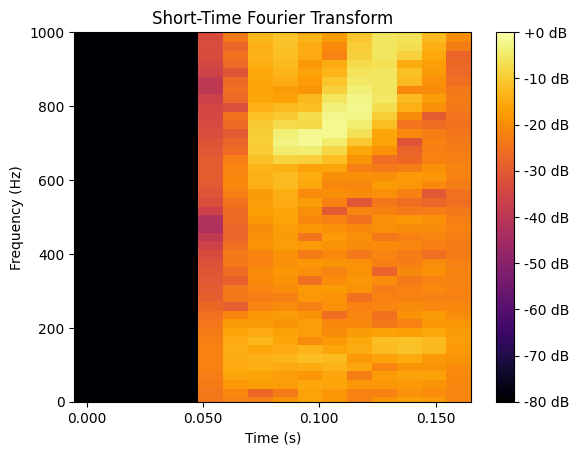 Short-Time Fourier Transform
1000
800
600
400
200
0
Frequency (Hz)
0.000
0.050
0.100
0.150
Time (s)
+0 dB
-10 dB
-20 dB
-30 dB
-40 dB
-50 dB
-60 dB
-70 dB
-80 dB